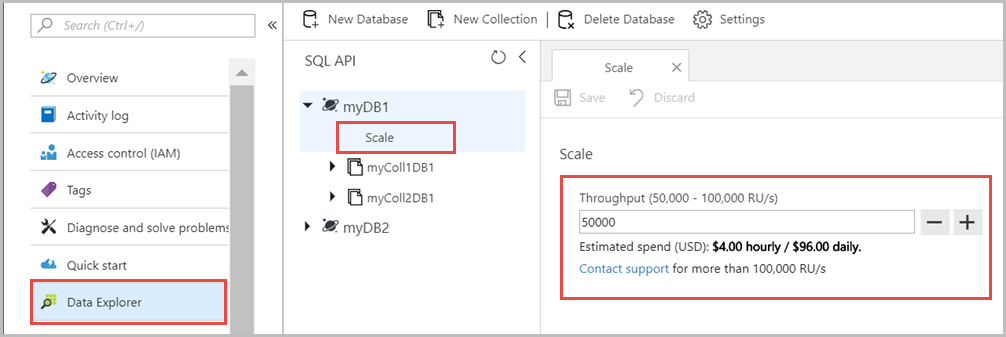 Search (Ctrl+/)
«
Overview
Activity log
Access control (IAM)
Tags
Diagnose and solve problems
Quick start
Data Explorer
New Database
New Collection
Delete Database
Settings
SQL API
myDB1
Scale
myColl1DB1
myColl2DB1
myDB2
Scale
Save
Discard
Scale
Throughput (50,000 - 100,000 RU/s)
50000
Estimated spend (USD): $4.00 hourly / $96.00 daily.
Contact support for more than 100,000 RU/s